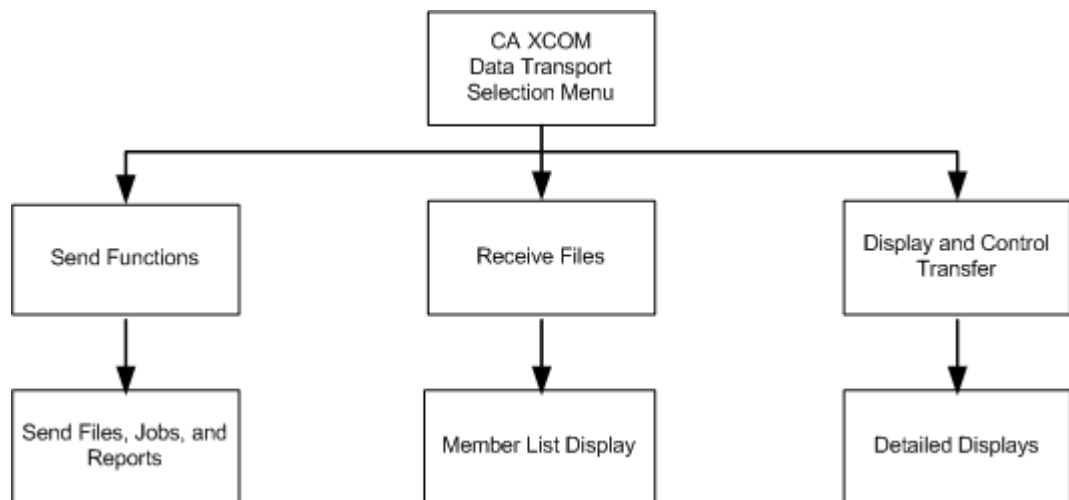 CA XCOM
Data Transport
Selection Menu
Send Functions
Receive Files
Display and Control
Transfer
Send Files, Jobs, and
Reports
Member List Display
Detailed Displays